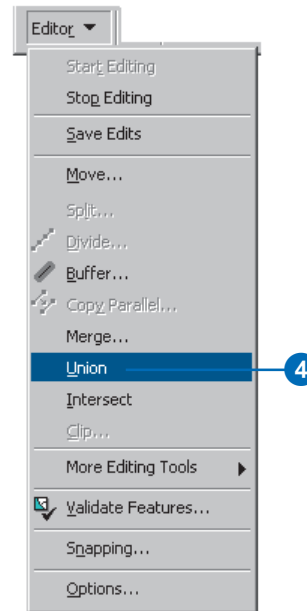 Editor
Start Editing
Stop Editing
Save Edits
Move...
Split...
Divide...
Buffer...
Copy Parallel...
Merge...
Union
4
Intersect
Clip...
More Editing Tools
Validate Features...
Snapping...
Options...